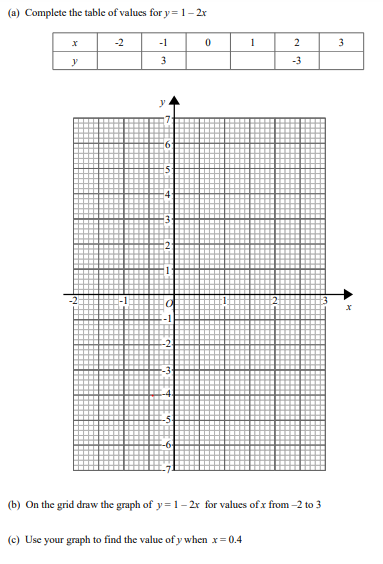 (a) Complete the table of values for y = 1 – 2x
x -2 -1 0 1 2 3
y 3 -3
y
7
6
5
4
3
2
1
-2 -1 O 1 2 3
x
-1
-2
-3
-4
-5
-6
-7
(b) On the grid draw the graph of y = 1 – 2x for values of x from –2 to 3
(c) Use your graph to find the value of y when x = 0.4